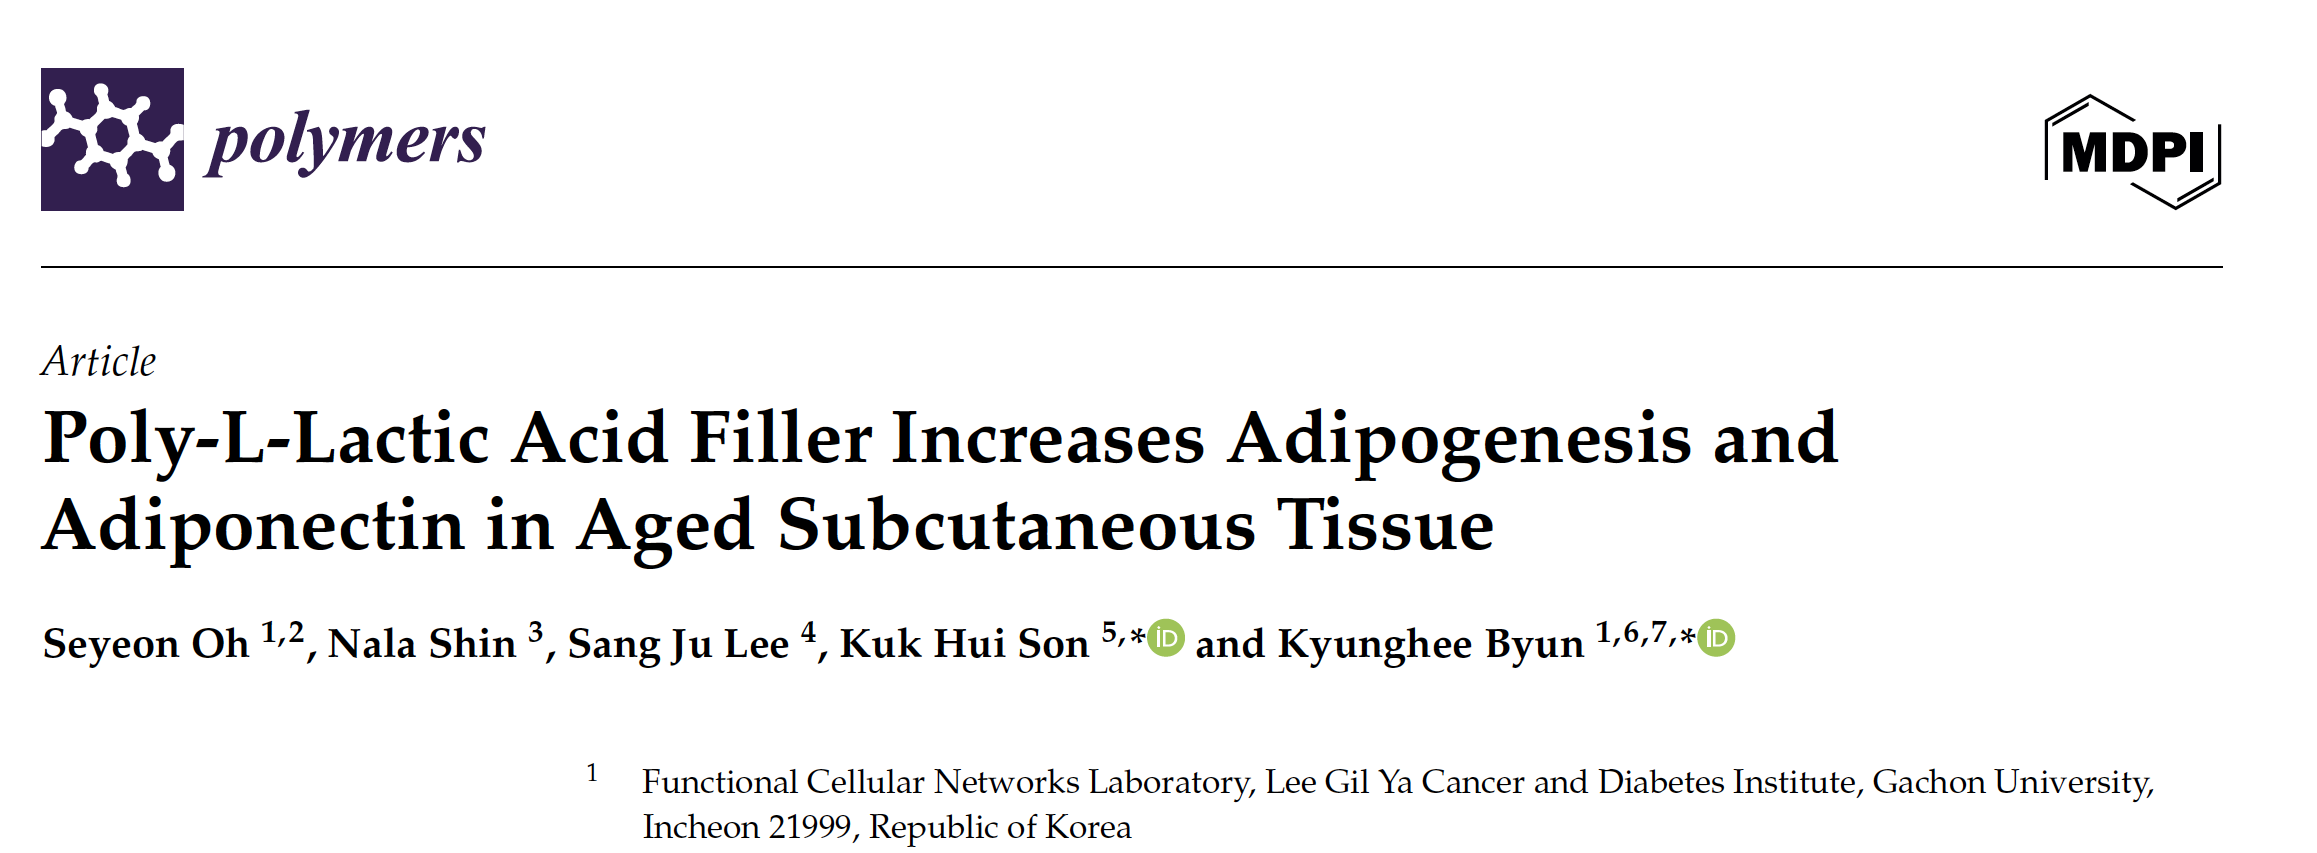 polymers
MDPI
Article
Poly-L-Lactic Acid Filler Increases Adipogenesis and
Adiponectin in Aged Subcutaneous Tissue
Seyeon Oh 1,2, Nala Shin 3, Sang Ju Lee 4, Kuk Hui Son 5,* iD and Kyunghee Byun 1,6,7,* iD
1 Functional Cellular Networks Laboratory, Lee Gil Ya Cancer and Diabetes Institute, Gachon University,
Incheon 21999, Republic of Korea